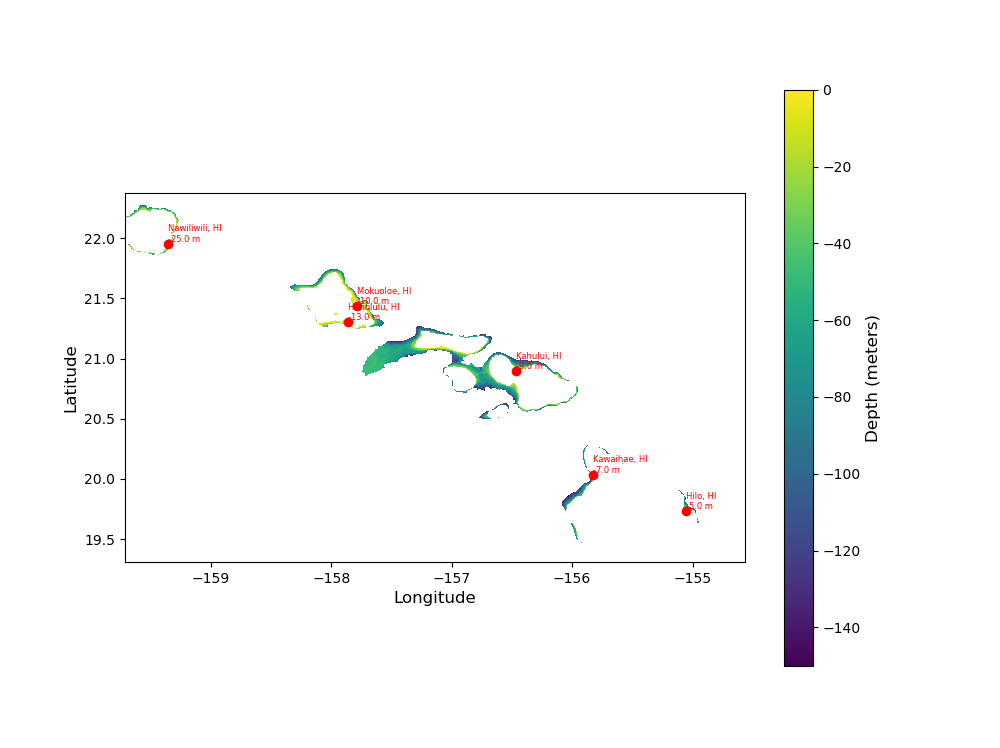 22.0
21.5
21.0
20.5
20.0
19.5
Latitude
−159
−158
−157
−156
−155
Longitude
Nawiliwili, HI
25.0 m
Mokuoloe, HI
10.0 m
Honolulu, HI
13.0 m
Kahului, HI
Kawaihae, HI
7.0 m
Hilo, HI
5.0 m
0
−20
−40
−60
−80
−100
−120
−140
Depth (meters)